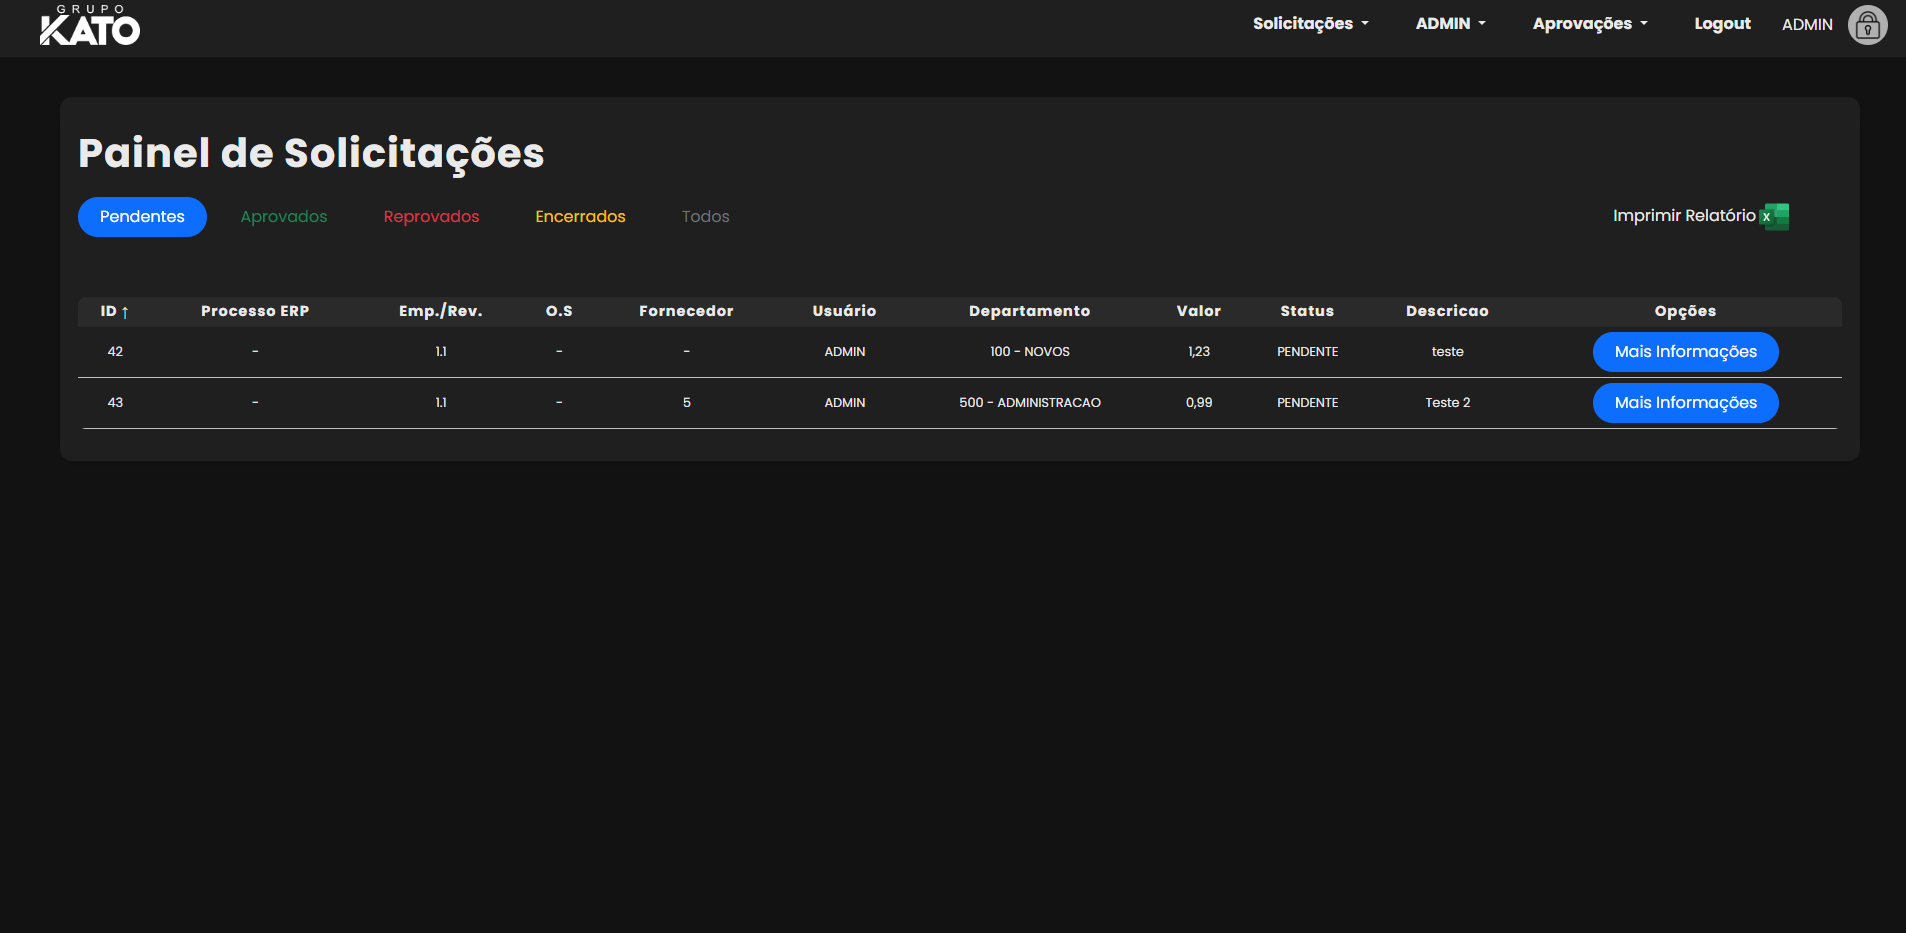 GRUPO
KATO
Solicitações ADMIN Aprovações Logout ADMIN
Painel de Solicitações
Pendentes Aprovados Reprovados Encerrados Todos Imprimir Relatório
ID ↑ Processo ERP Emp./Rev. O.S Fornecedor Usuário Departamento Valor Status Descricao Opções
42 - 1.1 - - ADMIN 100 - NOVOS 1,23 PENDENTE teste Mais Informações
43 - 1.1 - 5 ADMIN 500 - ADMINISTRACAO 0,99 PENDENTE Teste 2 Mais Informações